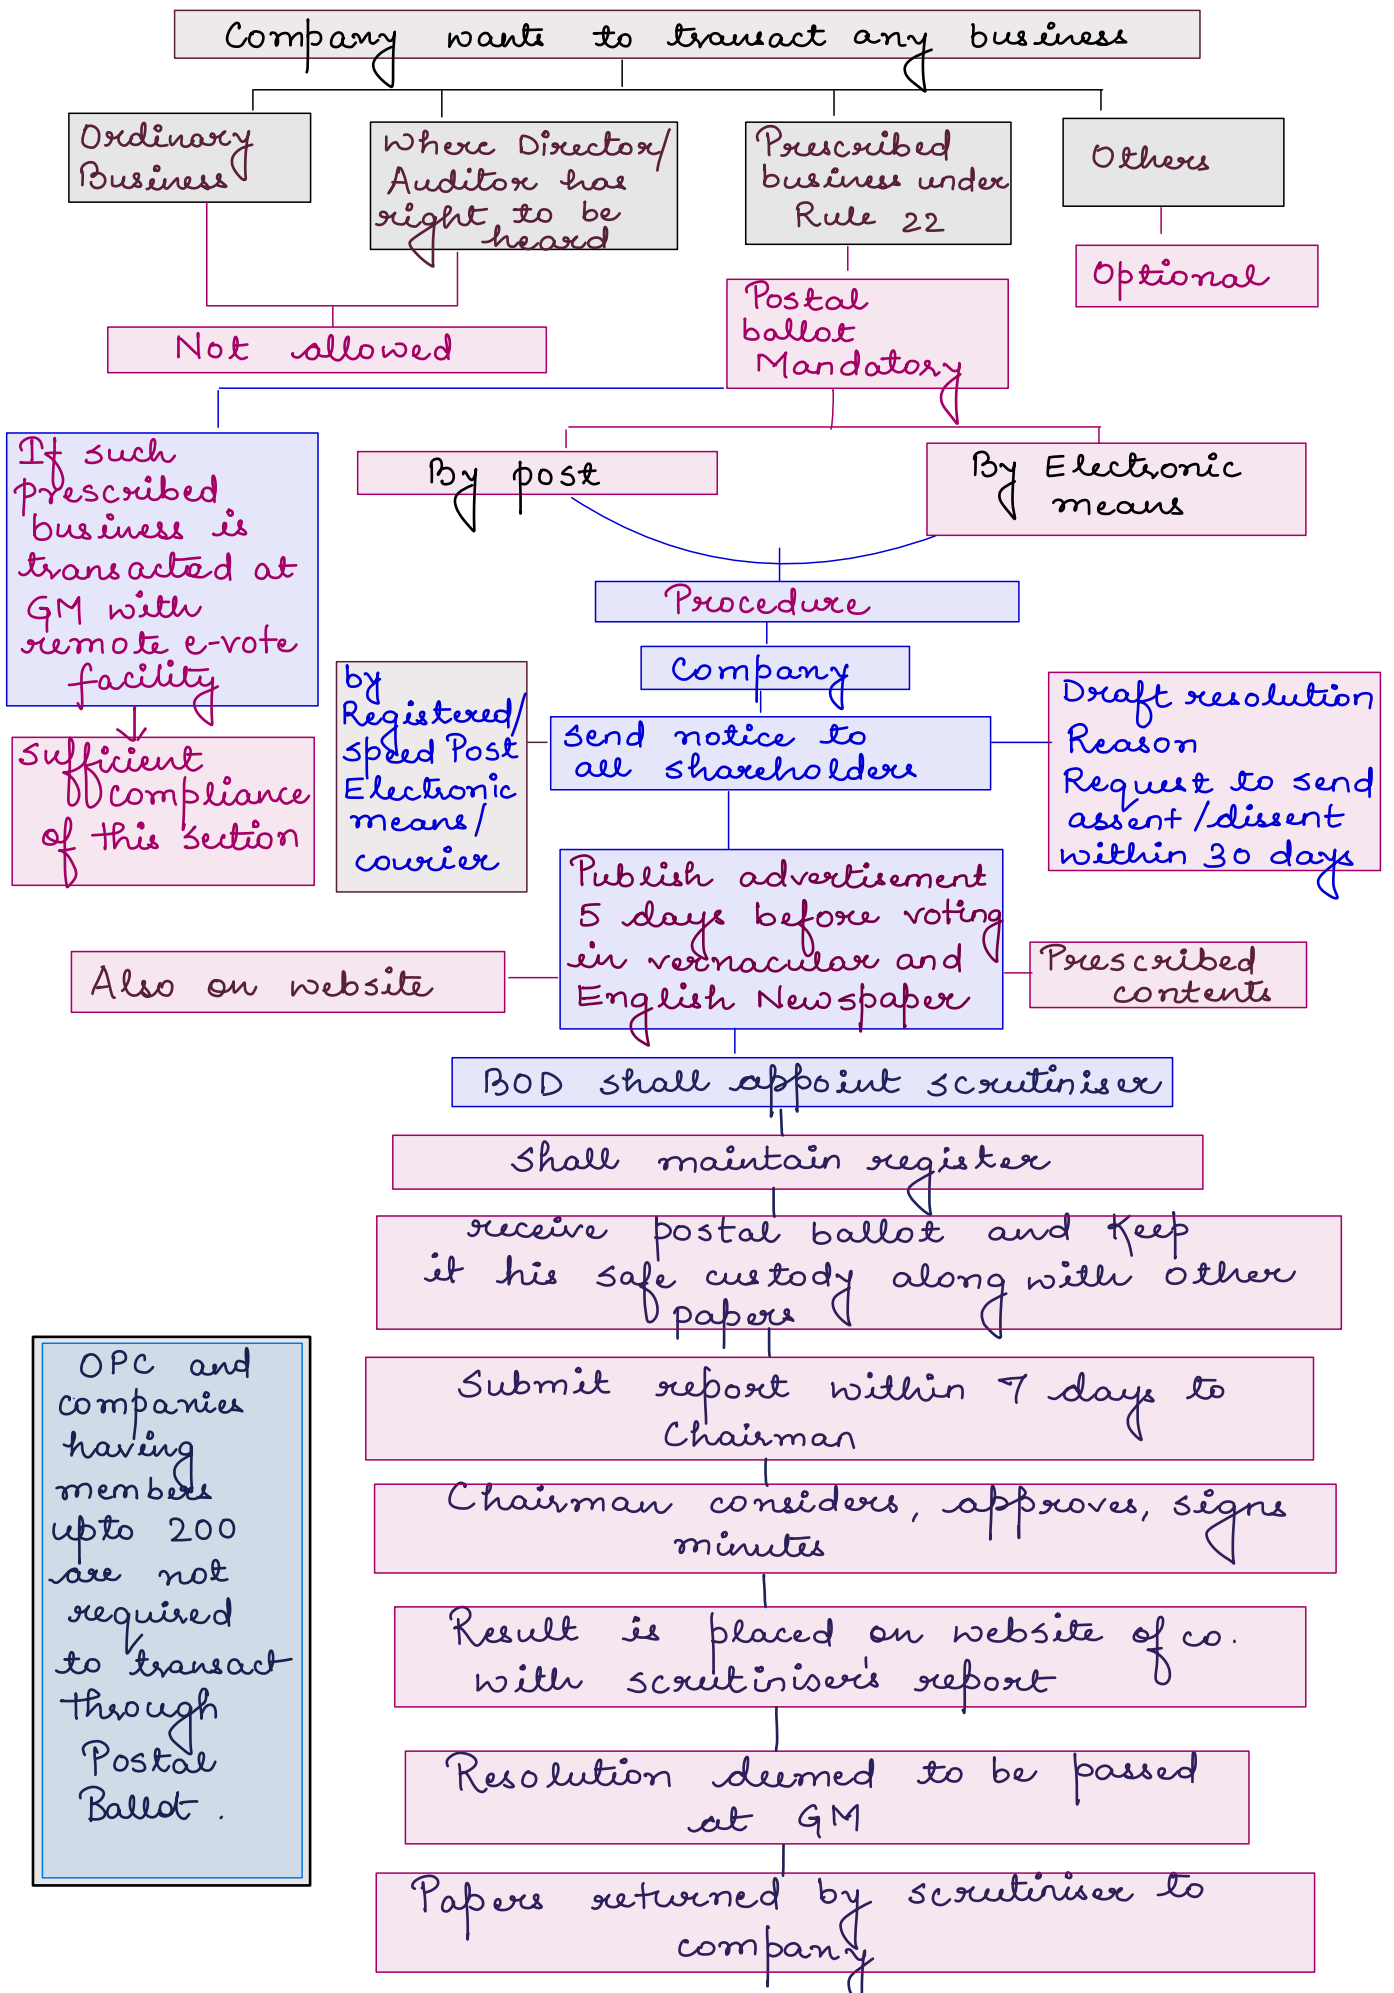 Company wants to transact any business
Ordinary
Business
Where Director/
Auditor has
right to be
heard
Prescribed
business under
Rule 22
Others
Optional
Not allowed
Postal
ballot
Mandatory
If such
prescribed
business is
transacted at
GM with
remote e-vote
facility
Sufficient
compliance
of this section
By post
By Electronic
means
Procedure
Company
by
Registered/
speed Post
Electronic
means/
courier
Send notice to
all shareholders
Draft resolution
Reason
Request to send
assent/dissent
within 30 days
Publish advertisement
5 days before voting
in vernacular and
English Newspaper
Also on website
Prescribed
contents
BOD shall appoint scrutiniser
Shall maintain register
receive postal ballot and Keep
it his safe custody along with other
papers
Submit report within 7 days to
Chairman
Chairman considers, approves, signs
minutes
Result is placed on website of co.
with scrutiniser's report
Resolution deemed to be passed
at GM
Papers returned by scrutiniser to
company
OPC and
companies
having
members
upto 200
are not
required
to transact
through
Postal
Ballot.